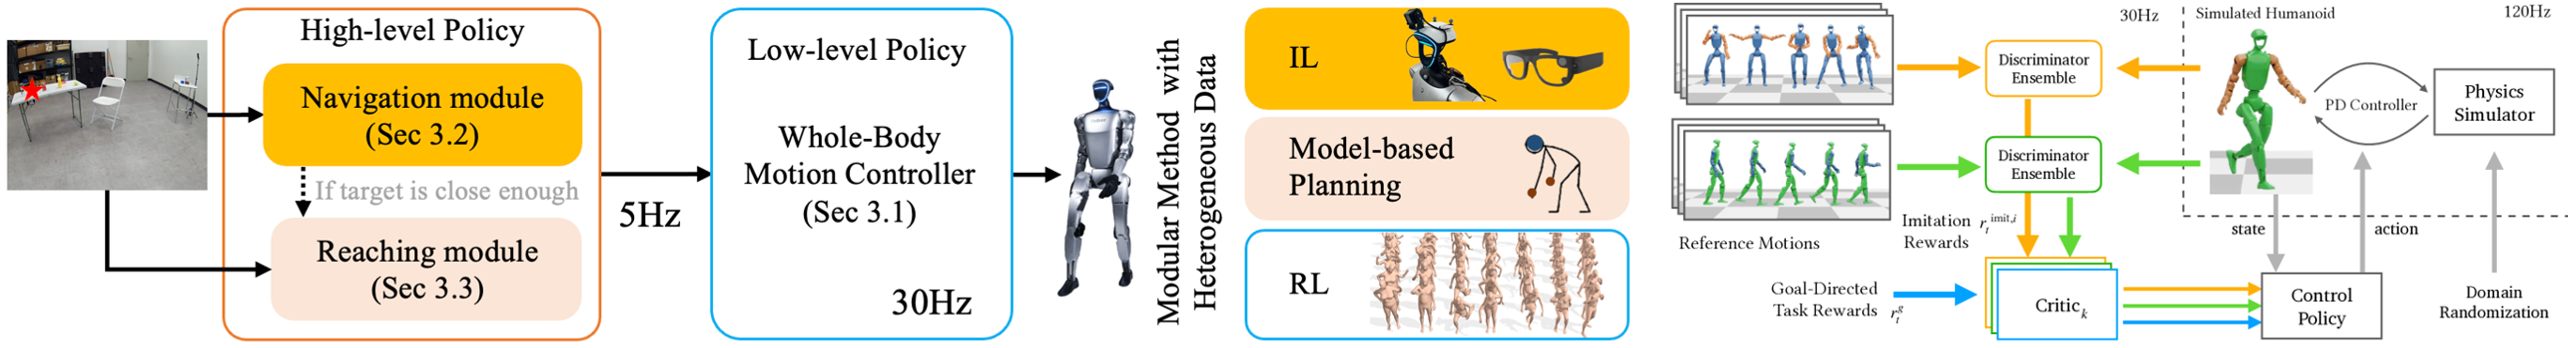 High-level Policy
Navigation module
(Sec 3.2)
If target is close enough
Reaching module
(Sec 3.3)
5Hz
Low-level Policy
Whole-Body
Motion Controller
(Sec 3.1)
30Hz
Modular Method with
Heterogeneous Data
IL
Model-based
Planning
RL
Reference Motions
30Hz
Discriminator
Ensemble
Discriminator
Ensemble
Imitation
Rewards r_t^{imit,i}
Goal-Directed
Task Rewards r_t^g
Critic_k
Simulated Humanoid
120Hz
PD Controller
Physics
Simulator
state
action
Control
Policy
Domain
Randomization